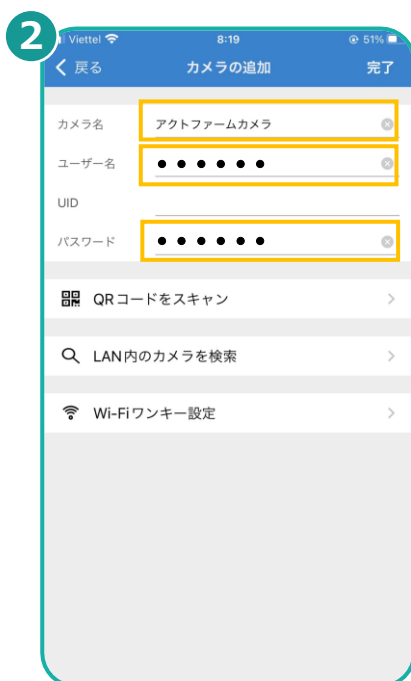 2
Viettel 8:19 51%
戻る カメラの追加 完了
カメラ名 アクトファームカメラ
ユーザー名 ● ● ● ● ● ●
UID
パスワード ● ● ● ● ● ●
QRコードをスキャン
LAN内のカメラを検索
Wi-Fiワンキー設定